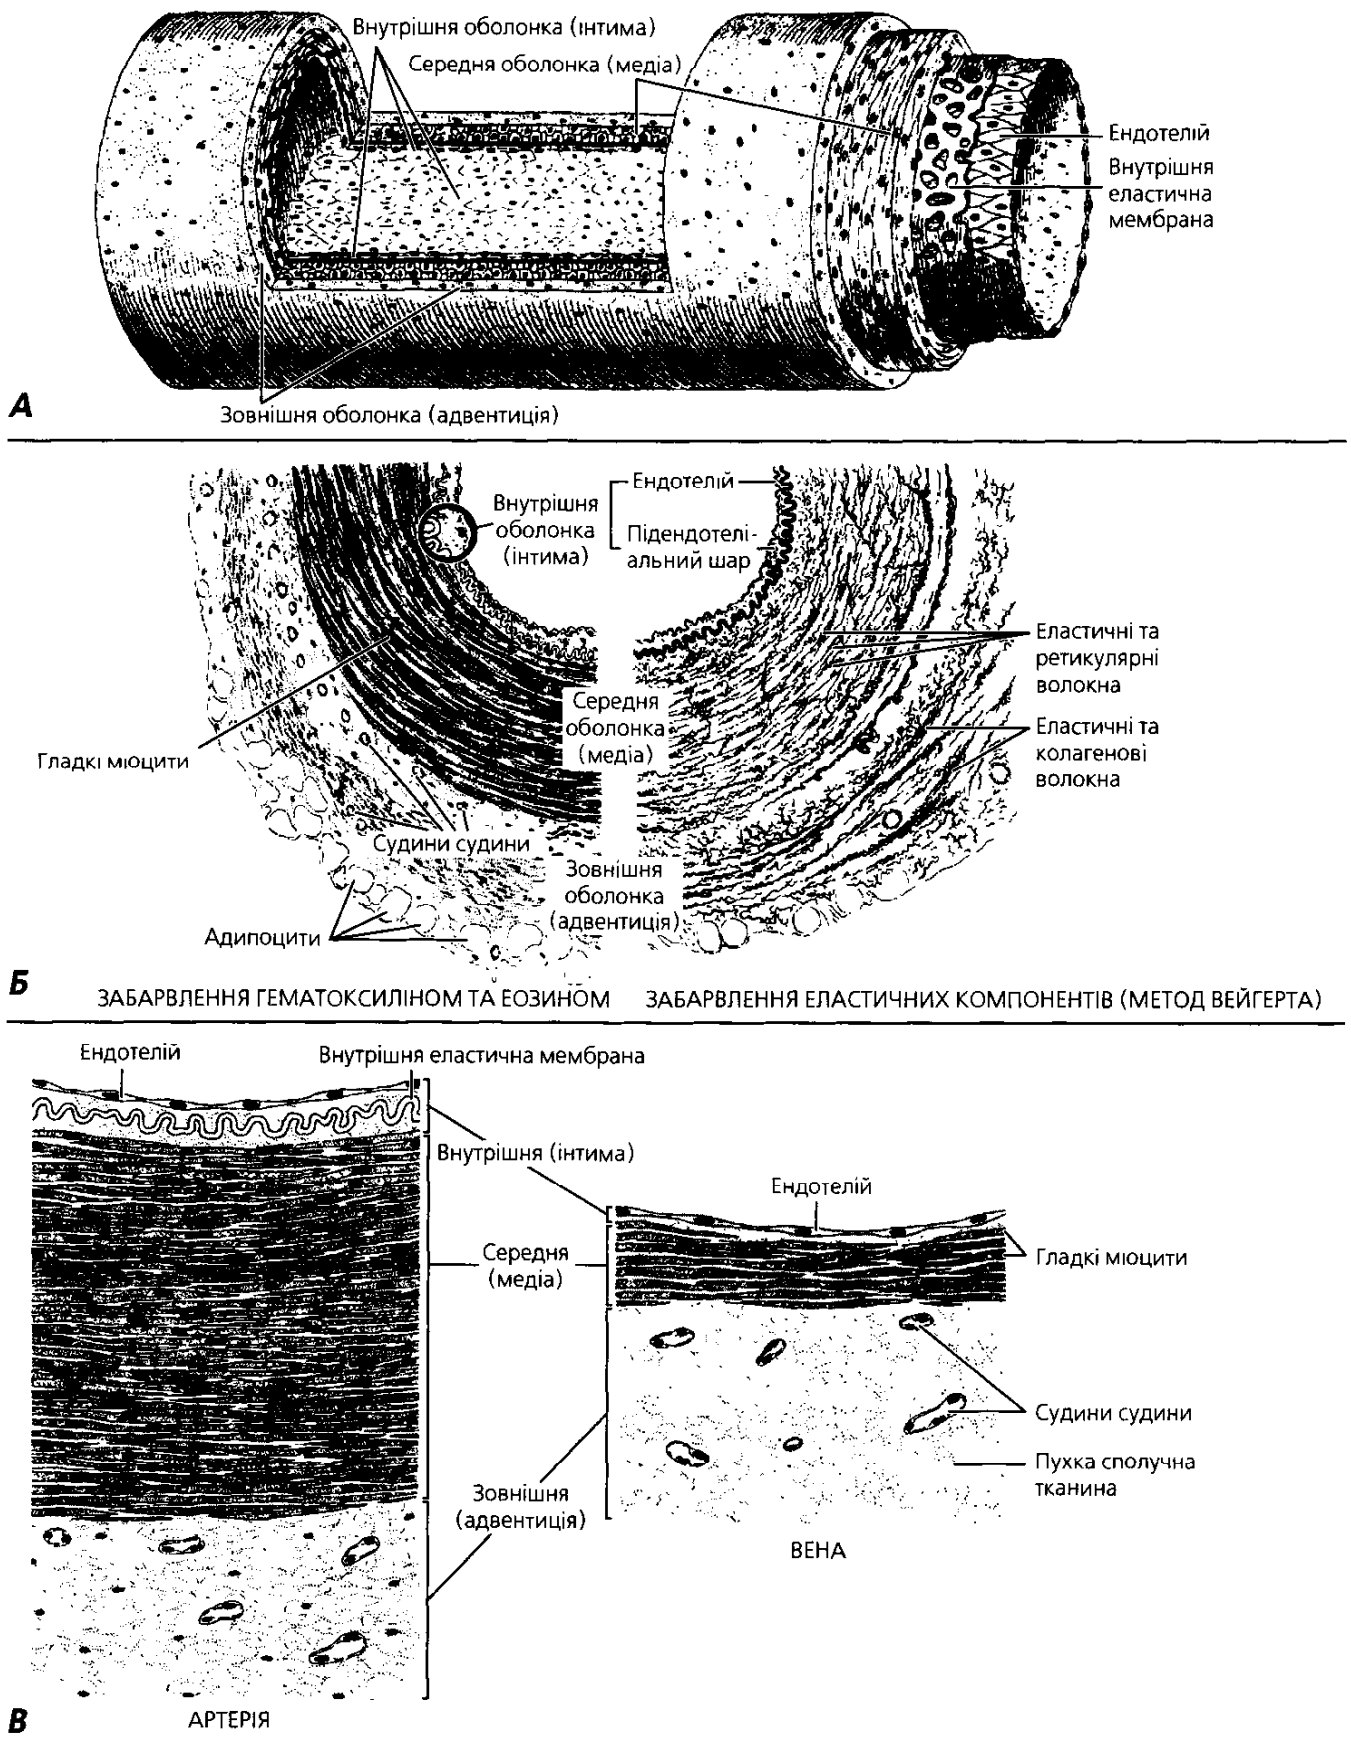 Внутрішня оболонка (інтима)
Середня оболонка (медіа)
Ендотелій
Внутрішня
еластична
мембрана
Зовнішня оболонка (адвентиція)
А
Внутрішня
оболонка
(інтима)
Ендотелій
Підендотелі-
альний шар
Еластичні та
ретикулярні
волокна
Середня
оболонка
(медіа)
Еластичні та
колагенові
волокна
Гладкі міоцити
Судини судини
Зовнішня
оболонка
(адвентиція)
Адипоцити
Б
ЗАБАРВЛЕННЯ ГЕМАТОКСИЛІНОМ ТА ЕОЗИНОМ
ЗАБАРВЛЕННЯ ЕЛАСТИЧНИХ КОМПОНЕНТІВ (МЕТОД ВЕЙГЕРТА)
Ендотелій
Внутрішня еластична мембрана
Внутрішня (інтима)
Ендотелій
Середня
(медіа)
Гладкі міоцити
Судини судини
Пухка сполучна
тканина
Зовнішня
(адвентиція)
ВЕНА
В
АРТЕРІЯ